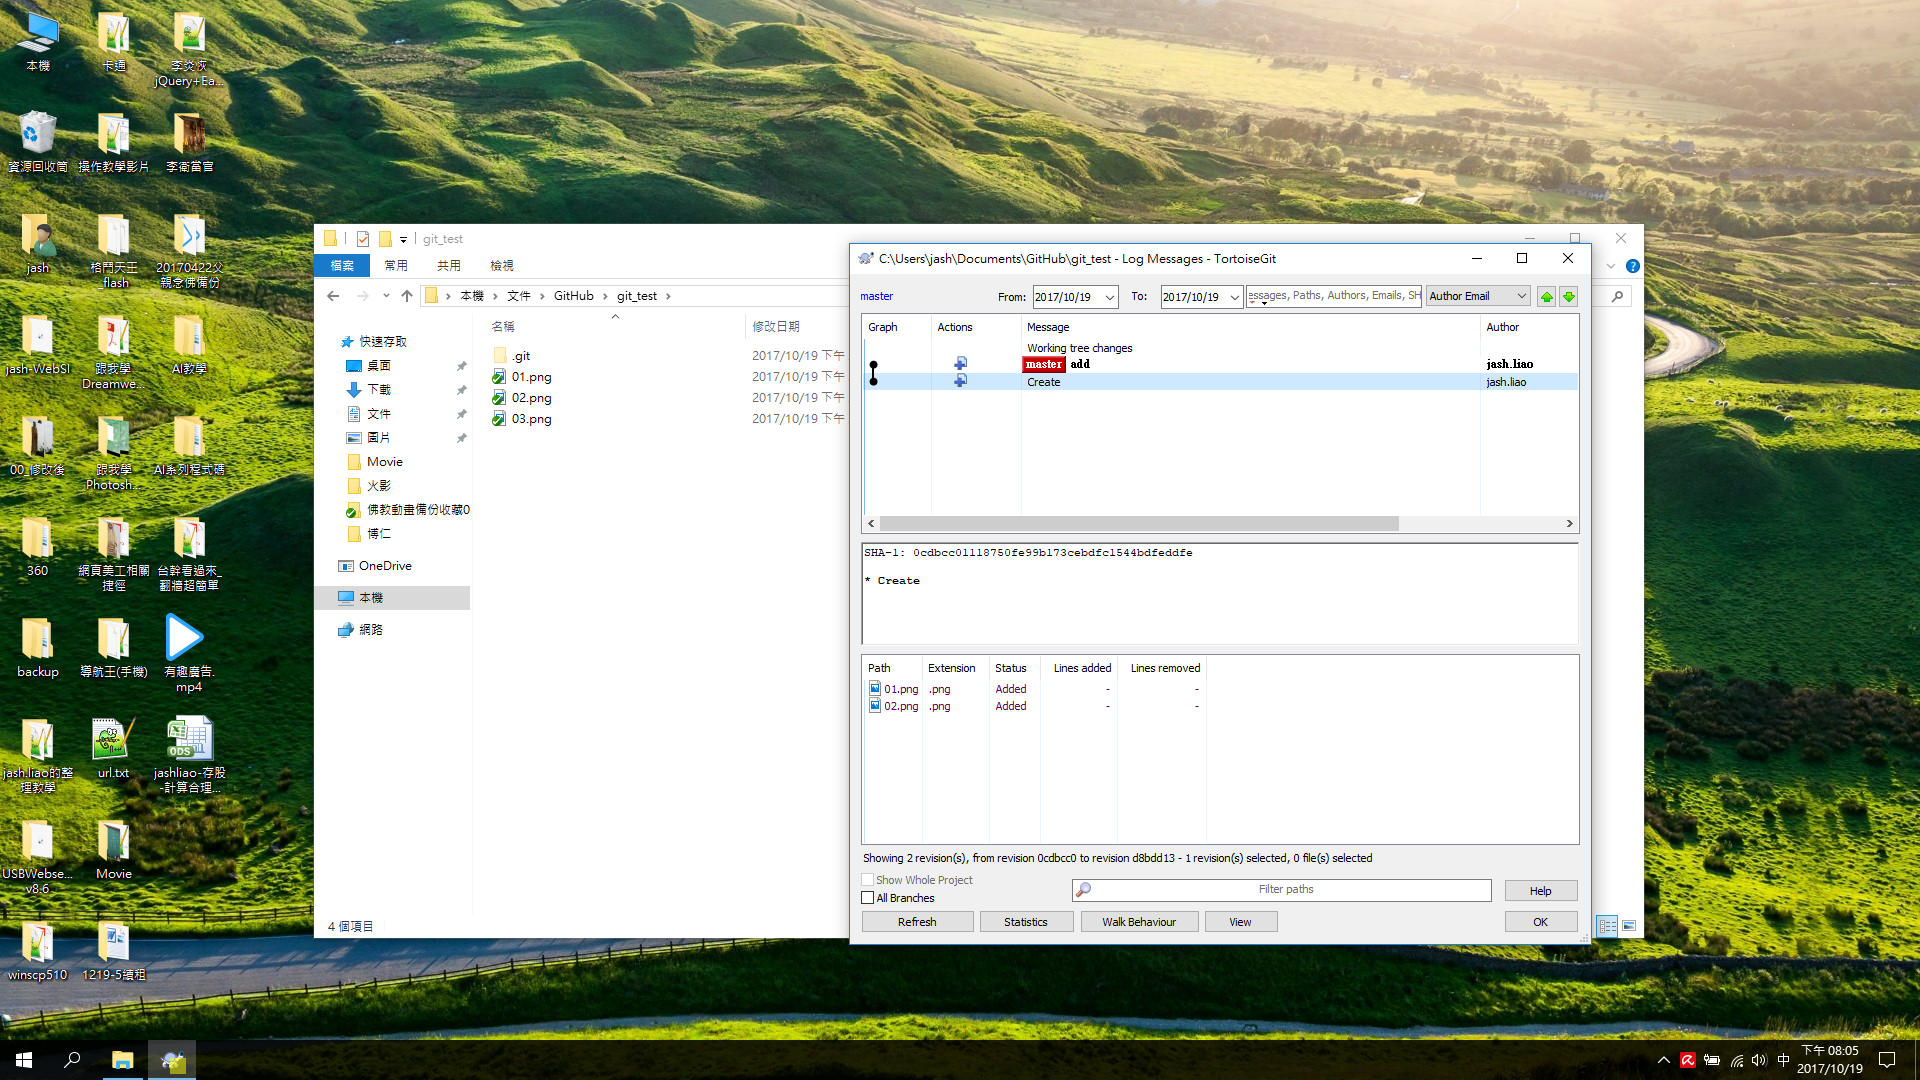 本機
卡通
李炎恢
jQuery+Ea...
資源回收筒
操作教學影片
李衛當官
jash
格鬥天王
_flash
20170422父
親念佛備份
jash-WebSI
跟我學
Dreamwe...
AI教學
00_修改後
跟我學
Photosh...
AI系列程式碼
360
網頁美工相關
捷徑
台幹看過來_
翻牆超簡單
backup
導航王(手機)
有趣廣告.
mp4
jash.liao的整
理教學
url.txt
ODS
jashliao-存股
-計算合理...
USBWebse...
v8.6
Movie
winscp510
1219-5續租
git_test
檔案
常用
共用
檢視
本機
文件
GitHub
git_test
快速存取
桌面
下載
文件
圖片
Movie
火影
佛教動畫備份收藏0
博仁
OneDrive
本機
網路
名稱
修改日期
.git
2017/10/19 下午
01.png
2017/10/19 下午
02.png
2017/10/19 下午
03.png
2017/10/19 下午
4 個項目
C:\Users\jash\Documents\GitHub\git_test - Log Messages - TortoiseGit
master
From:
2017/10/19
To:
2017/10/19
essages, Paths, Authors, Emails, SH
Author Email
Graph
Actions
Message
Author
Working tree changes
master add
jash.liao
Create
jash.liao
SHA-1: 0cdbcc01118750fe99b173cebdfc1544bdfeddfe
* Create
Path
Extension
Status
Lines added
Lines removed
01.png
.png
Added
-
-
02.png
.png
Added
-
-
Showing 2 revision(s), from revision 0cdbcc0 to revision d8bdd13 - 1 revision(s) selected, 0 file(s) selected
Show Whole Project
All Branches
Filter paths
Help
Refresh
Statistics
Walk Behaviour
View
OK
中
下午 08:05
2017/10/19